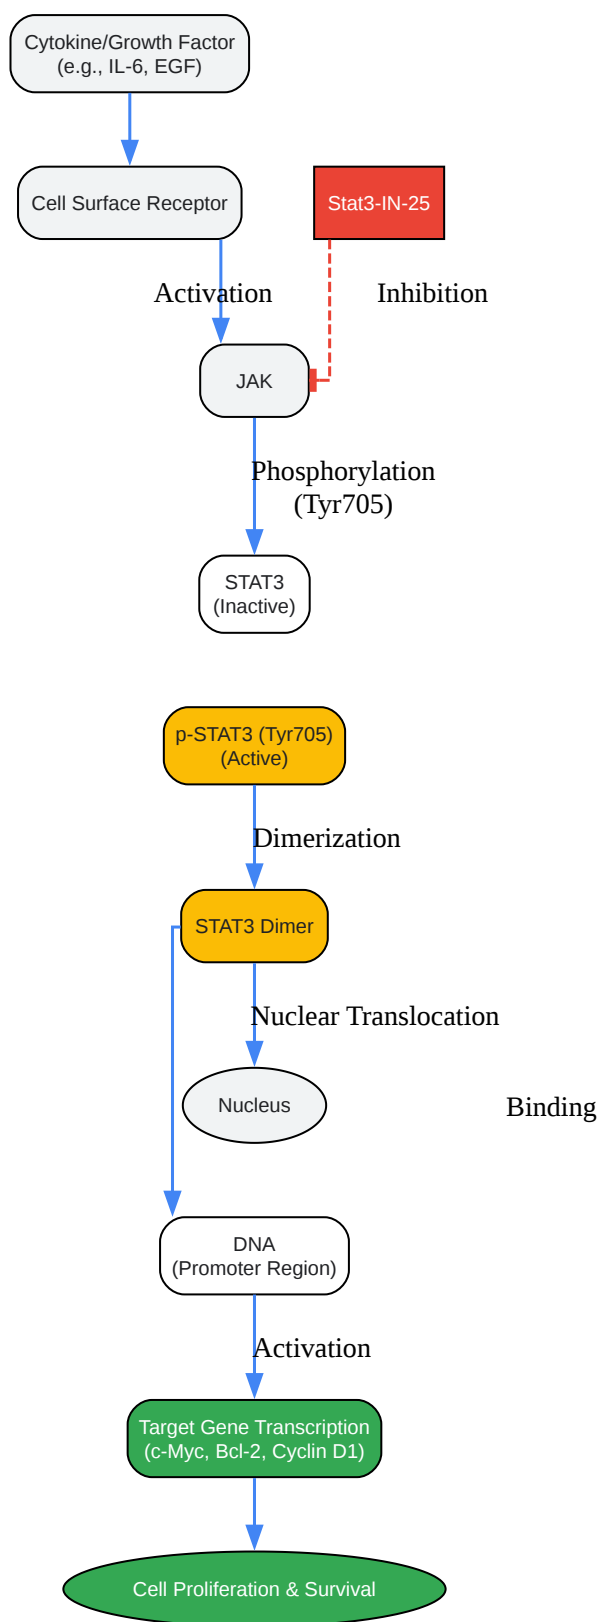 Cytokine/Growth Factor
(e.g., IL-6, EGF)
Cell Surface Receptor
Stat3-IN-25
Activation
Inhibition
JAK
Phosphorylation
(Tyr705)
STAT3
(Inactive)
p-STAT3 (Tyr705)
(Active)
Dimerization
STAT3 Dimer
Nuclear Translocation
Nucleus
Binding
DNA
(Promoter Region)
Activation
Target Gene Transcription
(c-Myc, Bcl-2, Cyclin D1)
Cell Proliferation & Survival